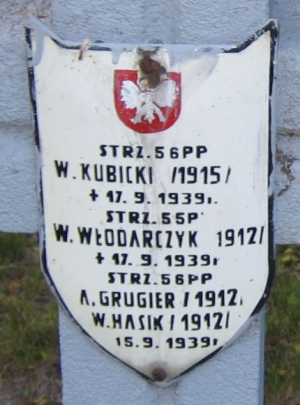 STRZ.56PP
W. KUBICKI /1915/
+ 17. 9. 1939r.
STRZ.55P
W. WŁODARCZYK 1912/
+ 17. 9. 1939r
STRZ.56PP
A. GRUGIER/1912/
W. HASIK/1912/
15.9. 1939r